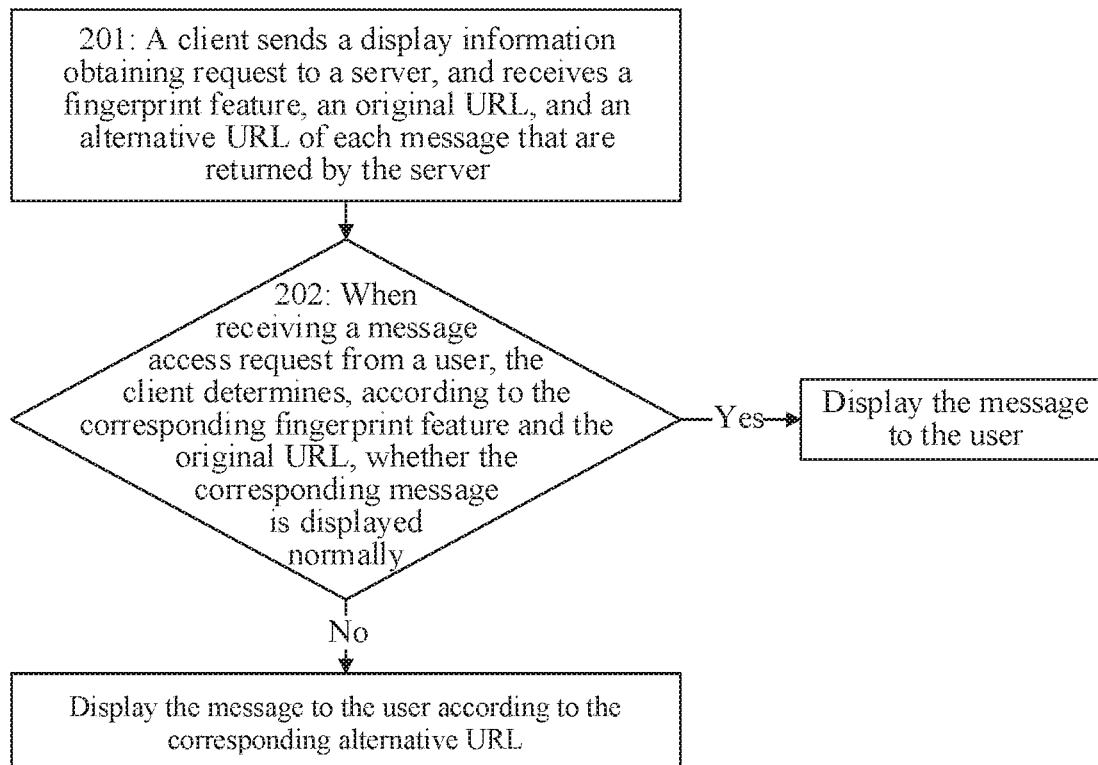 201: A client sends a display information
obtaining request to a server, and receives a
fingerprint feature, an original URL, and an
alternative URL of each message that are
returned by the server
202: When
receiving a message
access request from a user, the
client determines, according to the
corresponding fingerprint feature and the
original URL, whether the
corresponding message
is displayed
normally
Yes
Display the message
to the user
No
Display the message to the user according to the
corresponding alternative URL